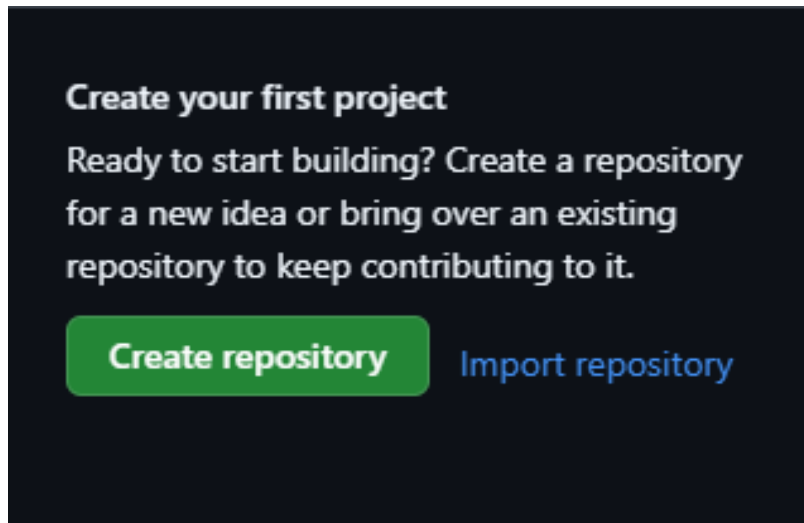 Create your first project
Ready to start building? Create a repository
for a new idea or bring over an existing
repository to keep contributing to it.
Create repository
Import repository